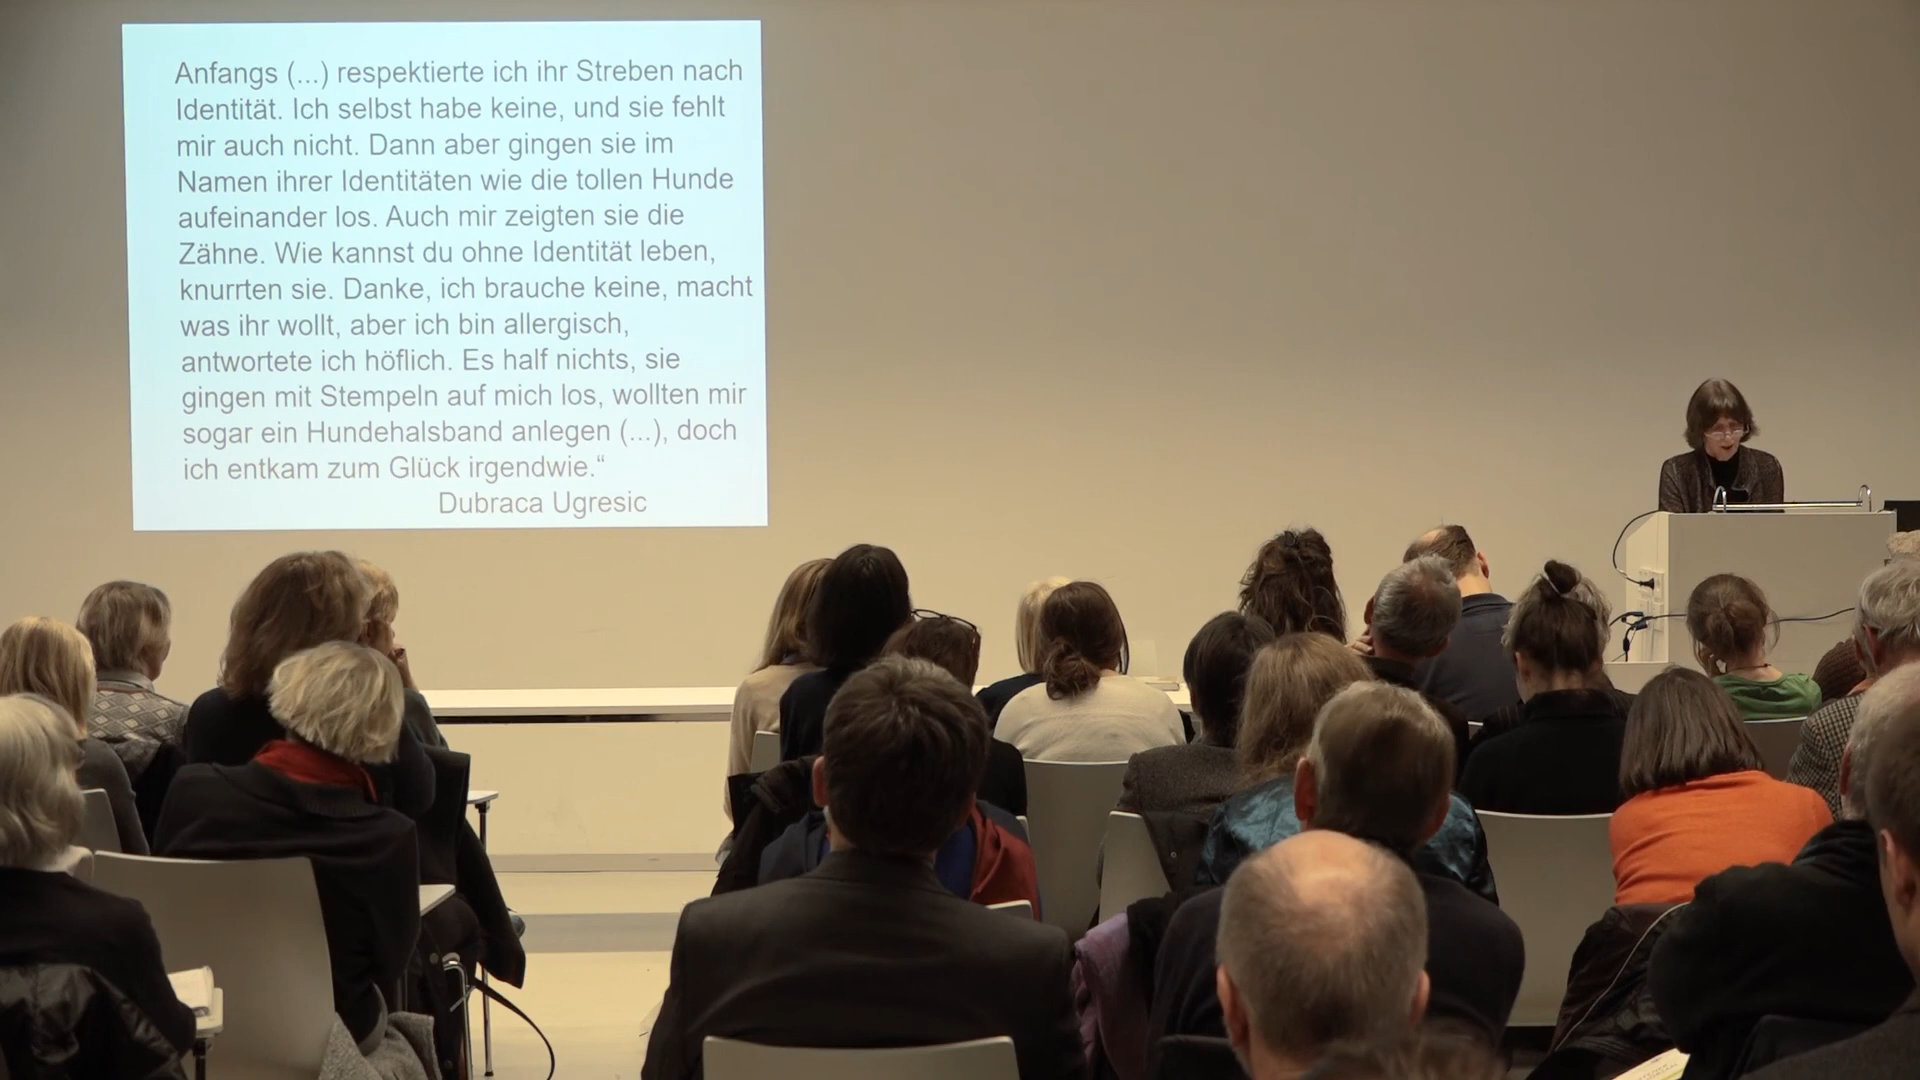 Anfangs (...) respektierte ich ihr Streben nach
Identität. Ich selbst habe keine, und sie fehlt
mir auch nicht. Dann aber gingen sie im
Namen ihrer Identitäten wie die tollen Hunde
aufeinander los. Auch mir zeigten sie die
Zähne. Wie kannst du ohne Identität leben,
knurrten sie. Danke, ich brauche keine, macht
was ihr wollt, aber ich bin allergisch,
antwortete ich höflich. Es half nichts, sie
gingen mit Stempeln auf mich los, wollten mir
sogar ein Hundehalsband anlegen (...), doch
ich entkam zum Glück irgendwie.“
Dubraca Ugresic